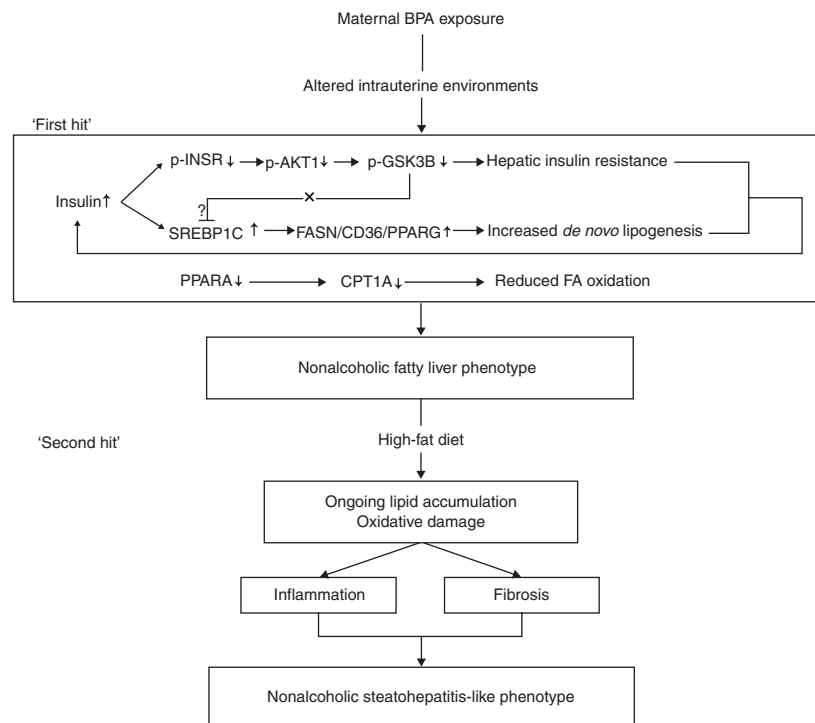 Maternal BPA exposure
Altered intrauterine environments
‘First hit’
p-INSR↓ p-AKT1↓ p-GSK3B↓ Hepatic insulin resistance
×
Insulin↑
?
SREBP1C ↑ FASN/CD36/PPARG↑ Increased de novo lipogenesis
PPARA↓ CPT1A↓ Reduced FA oxidation
Nonalcoholic fatty liver phenotype
‘Second hit’
High-fat diet
Ongoing lipid accumulation
Oxidative damage
Inflammation Fibrosis
Nonalcoholic steatohepatitis-like phenotype